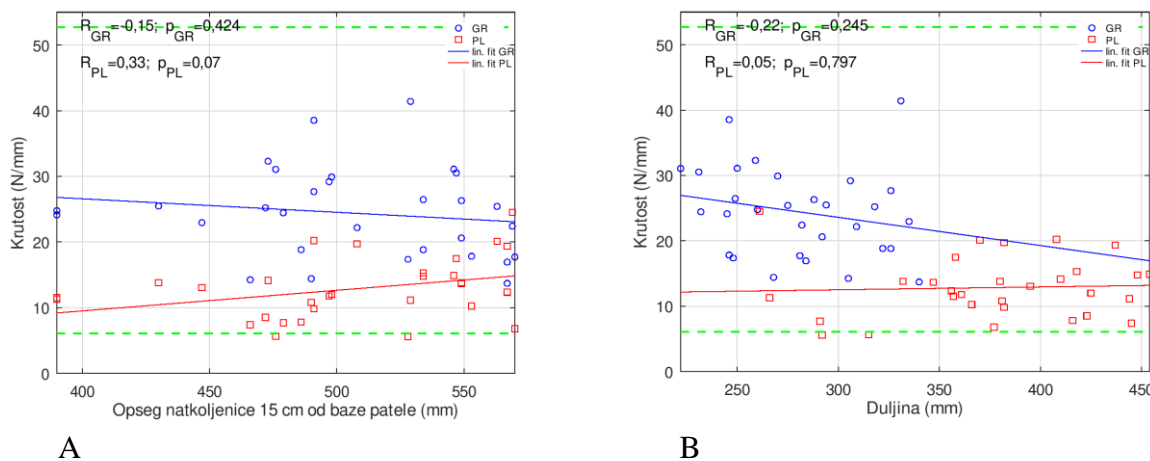 R_GR=-0,15; p_GR=0,424
R_PL=0,33; p_PL=0,07
GR
PL
lin. fit GR
lin. fit PL
50
40
30
20
10
0
Krutost (N/mm)
400
450
500
550
Opseg natkoljenice 15 cm od baze patele (mm)
A
R_GR=-0,22; p_GR=0,245
R_PL=0,05; p_PL=0,797
GR
PL
lin. fit GR
lin. fit PL
50
40
30
20
10
0
Krutost (N/mm)
250
300
350
400
450
Duljina (mm)
B